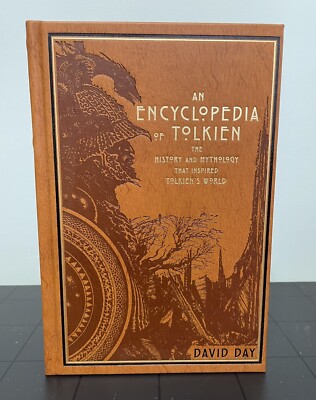 AN
ENCYCLOPEDIA
OF TOLKIEN
THE
HISTORY AND MYTHOLOGY
THAT INSPIRED
TOLKIEN'S WORLD
DAVID DAY